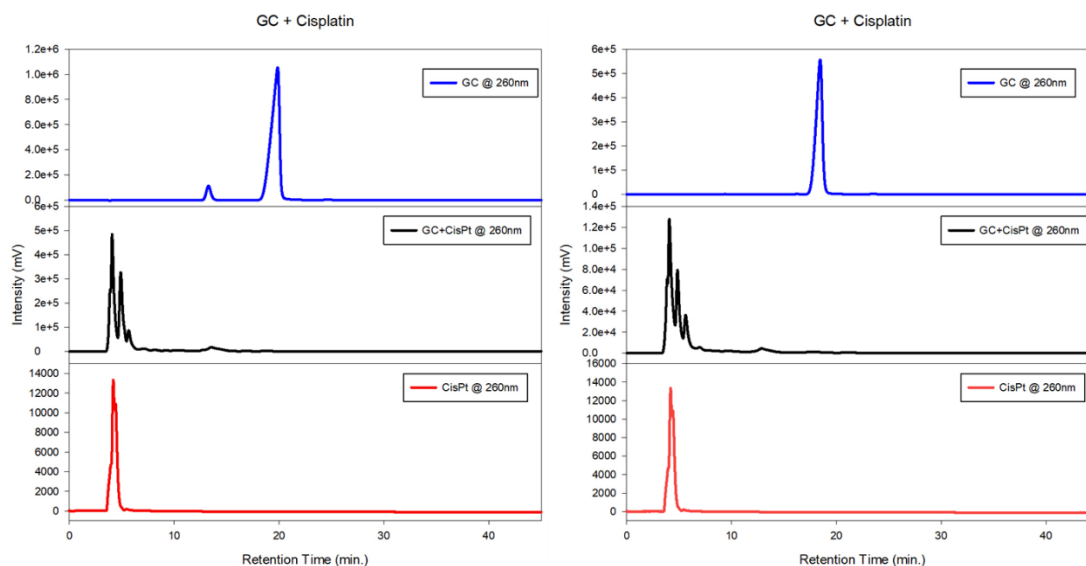 GC + Cisplatin
1.2e+6
1.0e+6
8.0e+5
6.0e+5
4.0e+5
2.0e+5
0.0
GC @ 260nm
6e+5
5e+5
4e+5
3e+5
2e+5
1e+5
0
GC+CisPt @ 260nm
14000
12000
10000
8000
6000
4000
2000
0
CisPt @ 260nm
Intensity (mV)
0 10 20 30 40
Retention Time (min.)
GC + Cisplatin
6e+5
5e+5
4e+5
3e+5
2e+5
1e+5
0
GC @ 260nm
1.4e+5
1.2e+5
1.0e+5
8.0e+4
6.0e+4
4.0e+4
2.0e+4
0.0
GC+CisPt @ 260nm
16000
14000
12000
10000
8000
6000
4000
2000
0
CisPt @ 260nm
Intensity (mV)
0 10 20 30 40
Retention Time (min.)